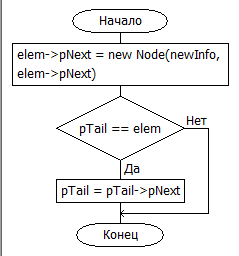 Начало
elem->pNext = new Node(newInfo,
elem->pNext)
pTail == elem
Нет
Да
pTail = pTail->pNext
Конец